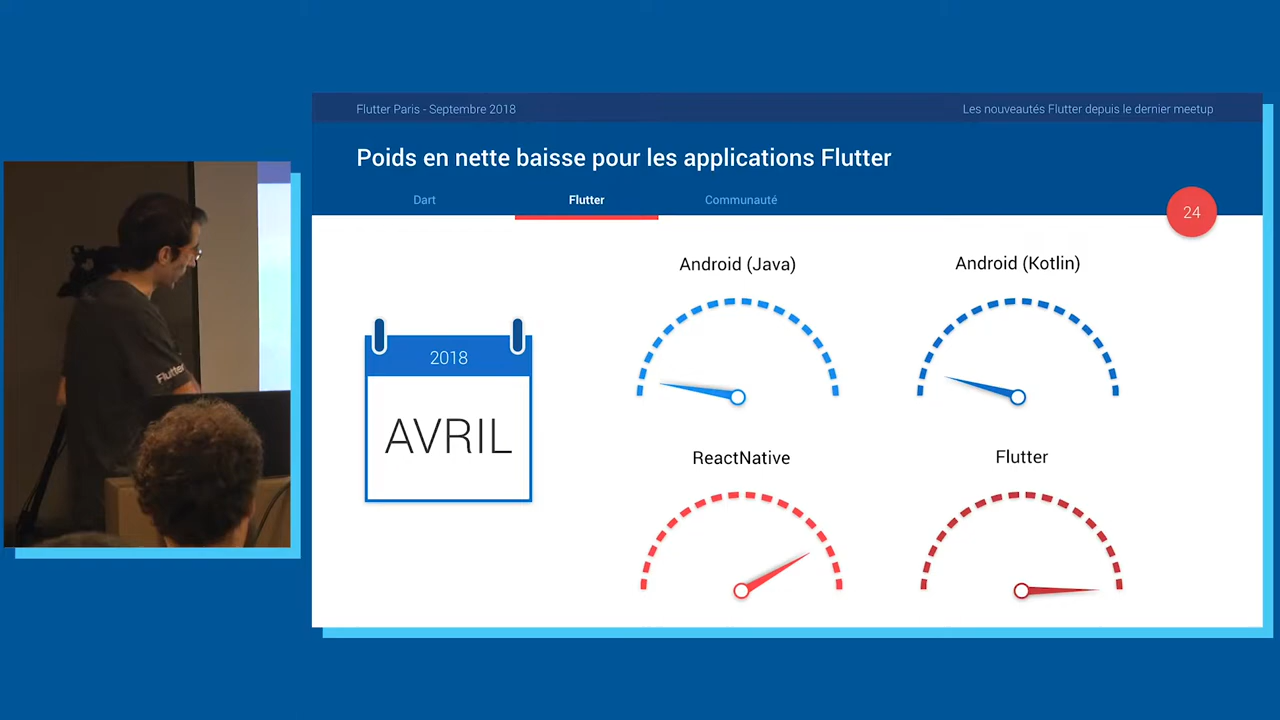 Flutter Paris - Septembre 2018
Les nouveautés Flutter depuis le dernier meetup
Poids en nette baisse pour les applications Flutter
Dart
Flutter
Communauté
24
2018
AVRIL
Android (Java)
Android (Kotlin)
ReactNative
Flutter
Flutter